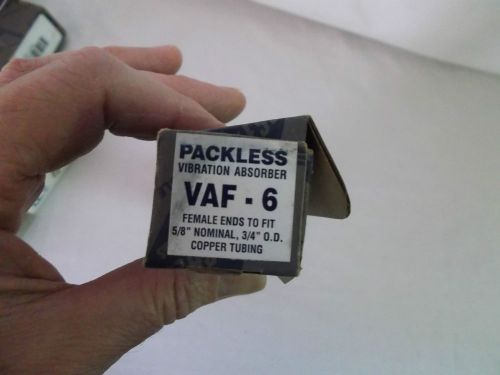 PACKLESS
VIBRATION ABSORBER
VAF - 6
FEMALE ENDS TO FIT
5/8" NOMINAL, 3/4" O.D.
COPPER TUBING